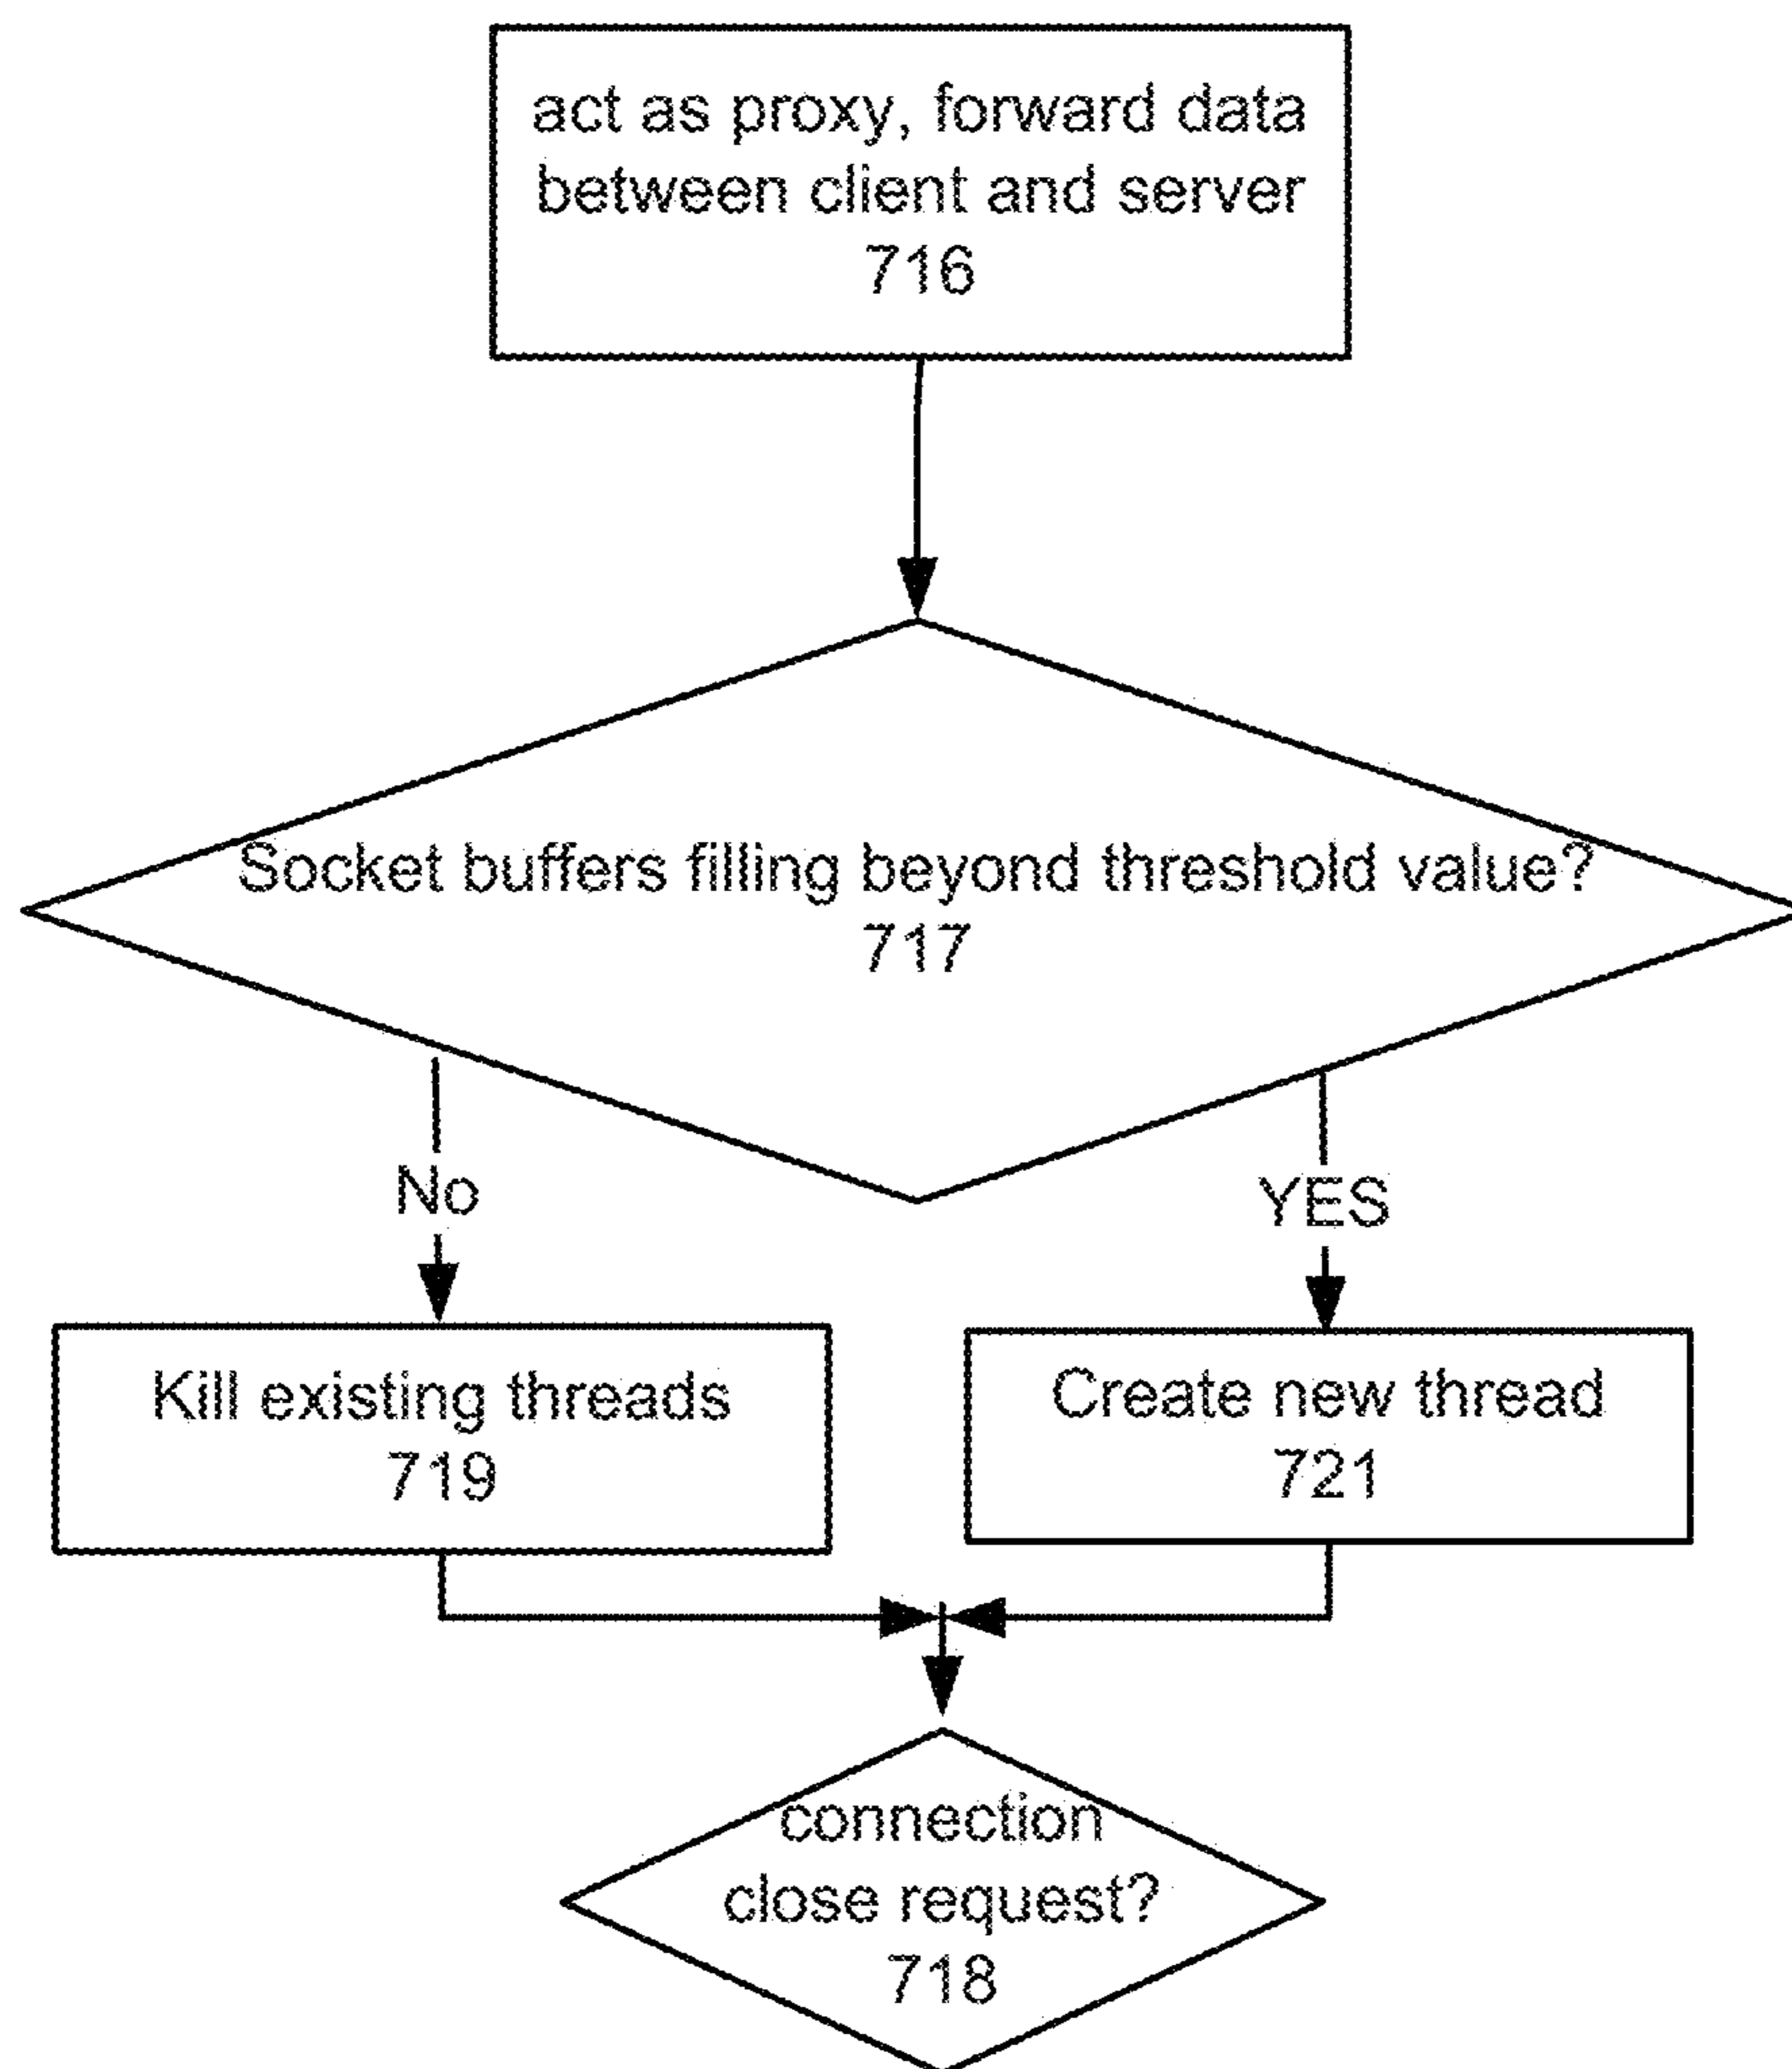 act as proxy, forward data
between client and server
716
Socket buffers filling beyond threshold value?
717
No
YES
Kill existing threads
719
Create new thread
721
connection
close request?
718